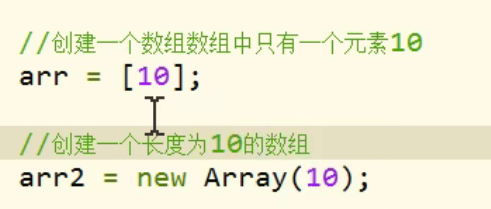 //创建一个数组数组中只有一个元素10
arr = [10];
//创建一个长度为10的数组
arr2 = new Array(10);